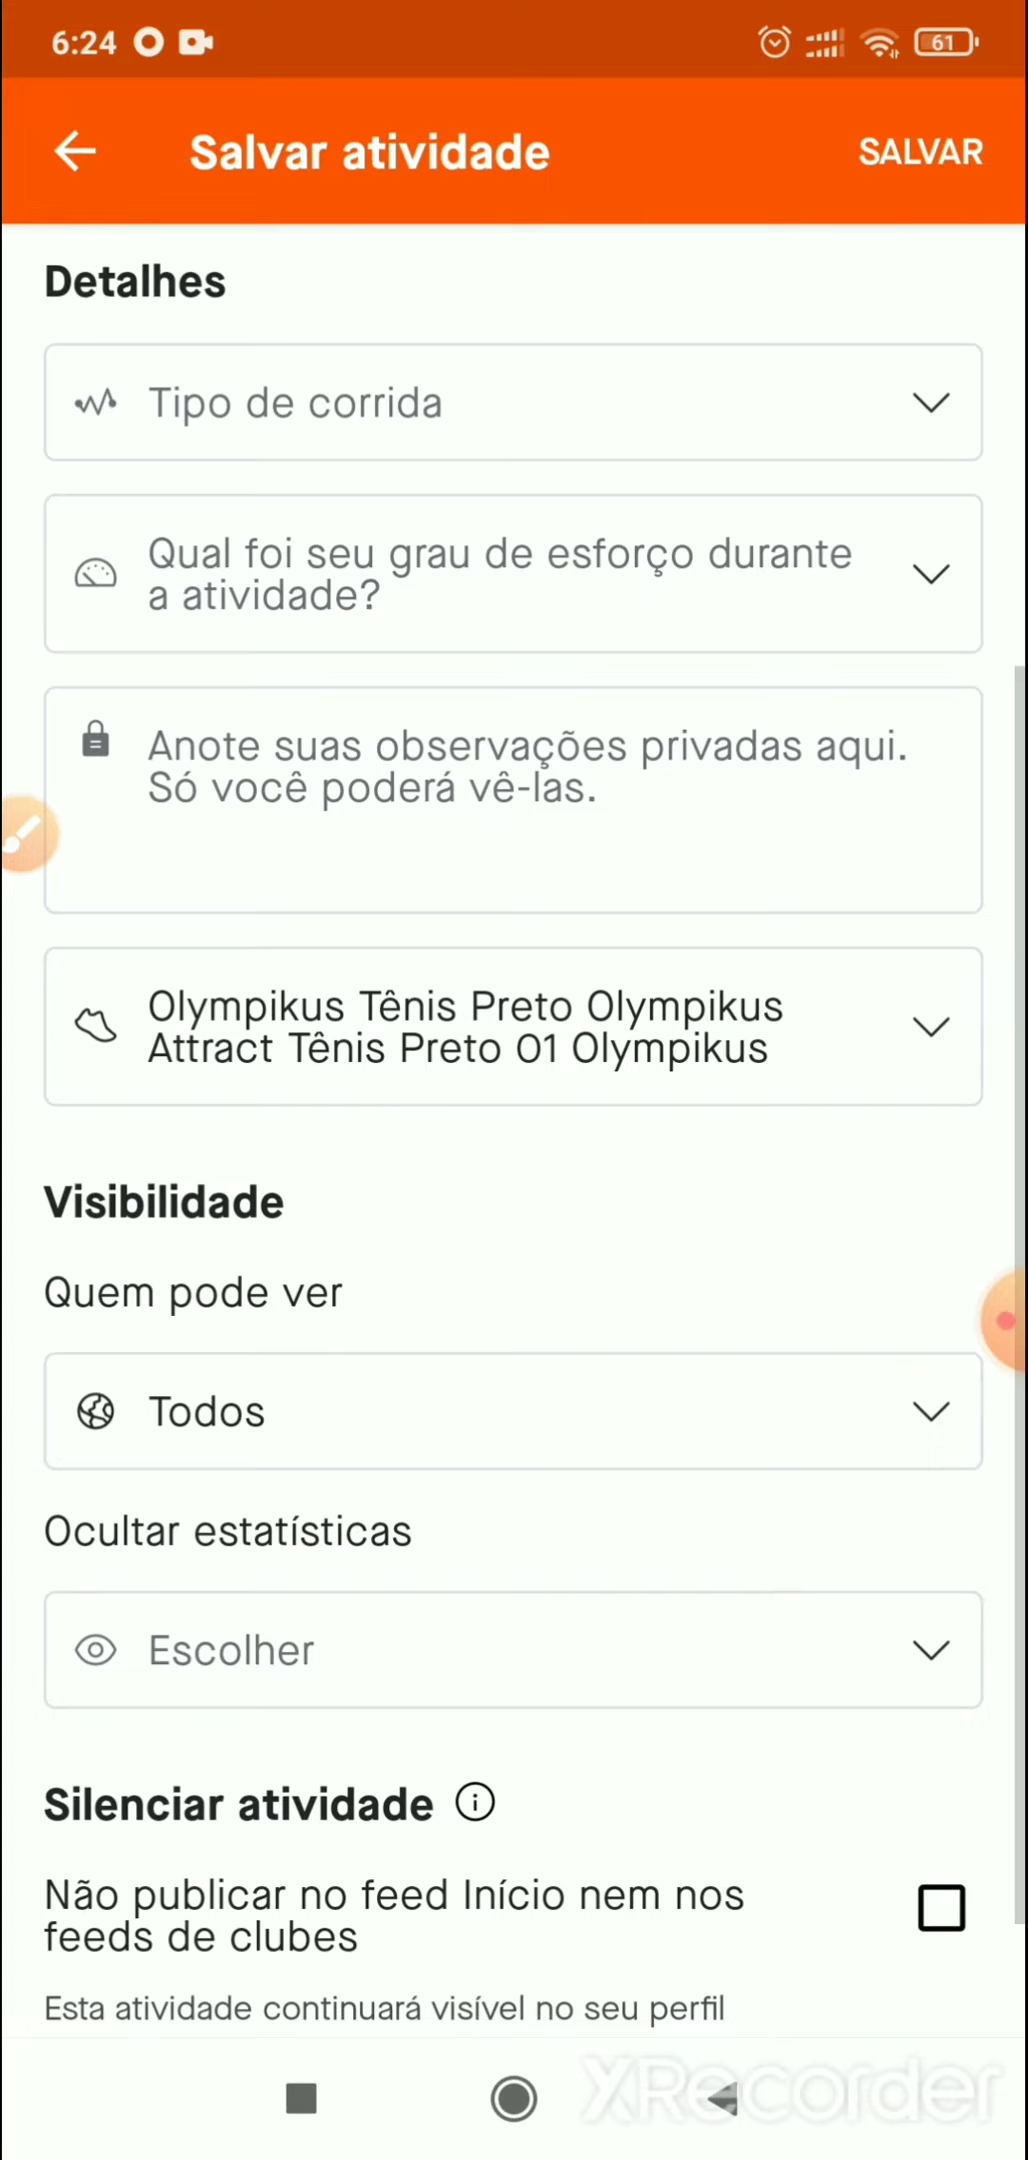 6:24
61
Salvar atividade
SALVAR
Detalhes
Tipo de corrida
Qual foi seu grau de esforço durante
a atividade?
Anote suas observações privadas aqui.
Só você poderá vê-las.
Olympikus Tênis Preto Olympikus
Attract Tênis Preto 01 Olympikus
Visibilidade
Quem pode ver
Todos
Ocultar estatísticas
Escolher
Silenciar atividade
Não publicar no feed Início nem nos
feeds de clubes
Esta atividade continuará visível no seu perfil
XRecorder